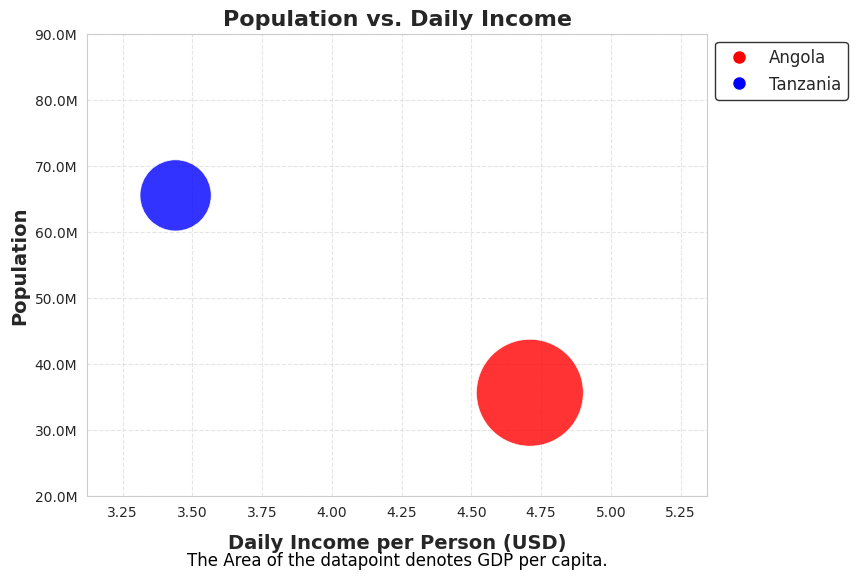 Population vs. Daily Income
Angola
Tanzania
Population
90.0M
80.0M
70.0M
60.0M
50.0M
40.0M
30.0M
20.0M
3.25 3.50 3.75 4.00 4.25 4.50 4.75 5.00 5.25
Daily Income per Person (USD)
The Area of the datapoint denotes GDP per capita.